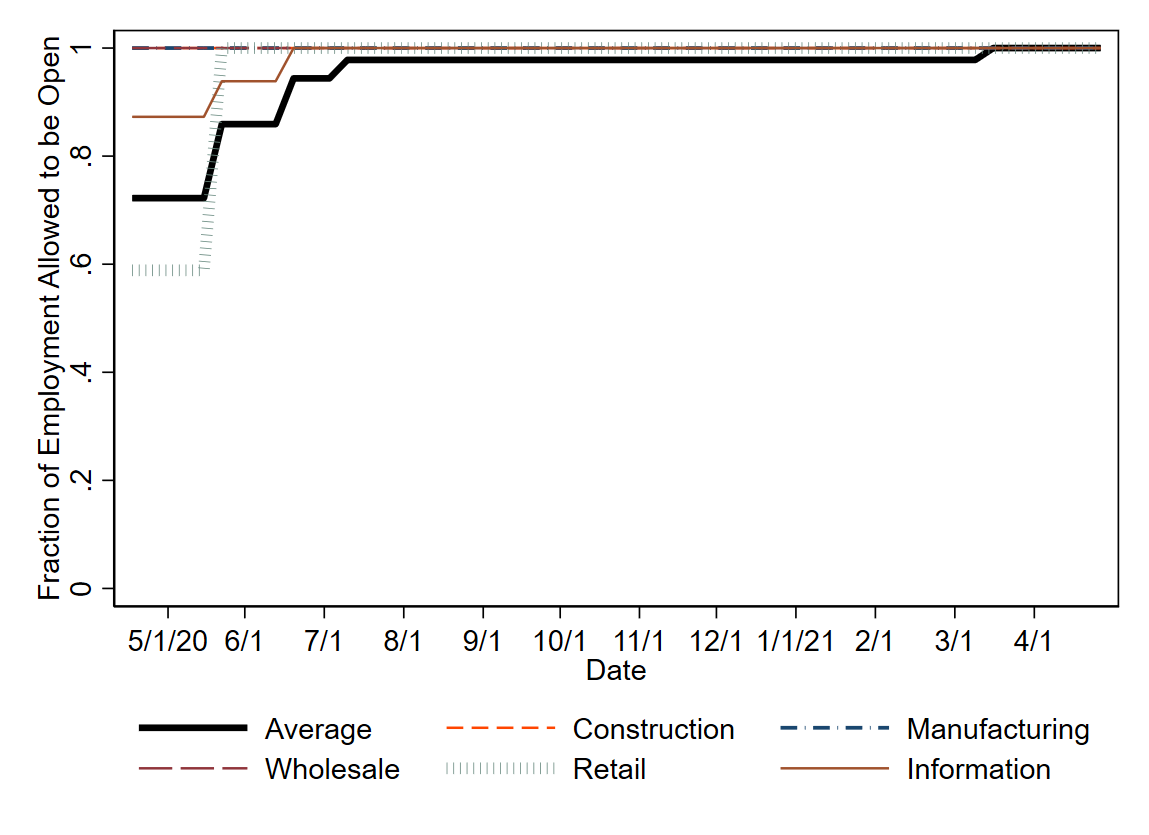 Fraction of Employment Allowed to be Open
1
.8
.6
.4
.2
0
5/1/20 6/1 7/1 8/1 9/1 10/1 11/1 12/1 1/1/21 2/1 3/1 4/1
Date
Average Construction Manufacturing
Wholesale Retail Information